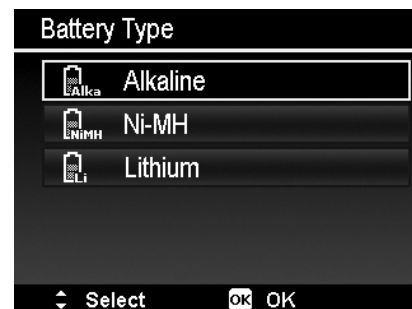 Battery Type
Alka Alkaline
NiMH Ni-MH
Li Lithium
Select OK OK